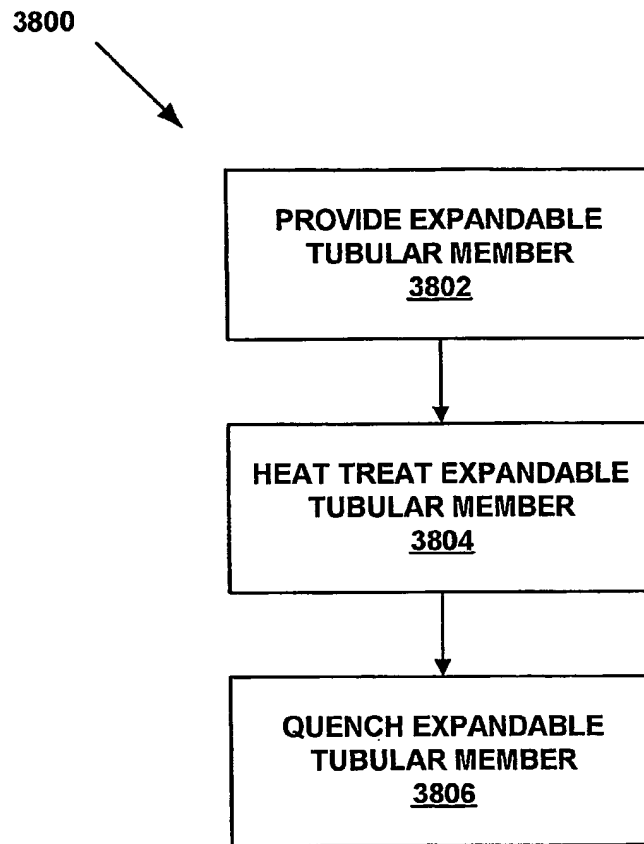 3800
PROVIDE EXPANDABLE
TUBULAR MEMBER
3802
HEAT TREAT EXPANDABLE
TUBULAR MEMBER
3804
QUENCH EXPANDABLE
TUBULAR MEMBER
3806